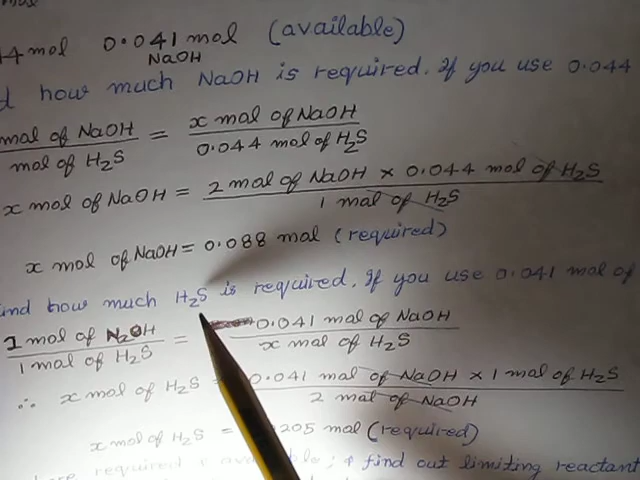 44 mol 0.041 mol (available)
NaOH
d how much NaOH is required. If you use 0.044
mol of NaOH / mol of H2S = x mol of NaOH / 0.044 mol of H2S
x mol of NaOH = 2 mol of NaOH × 0.044 mol of H2S / 1 mol of H2S
x mol of NaOH = 0.088 mol (required)
ind how much H2S is required. If you use 0.041 mol of
mol of / 1 mol of H2S = 0.041 mol of NaOH / x mol of H2S
∴ x mol of H2S = 0.041 mol of NaOH × 1 mol of H2S / 2 mol of NaOH
x mol of H2S = 205 mol (required)
required & available, find out limiting reactant